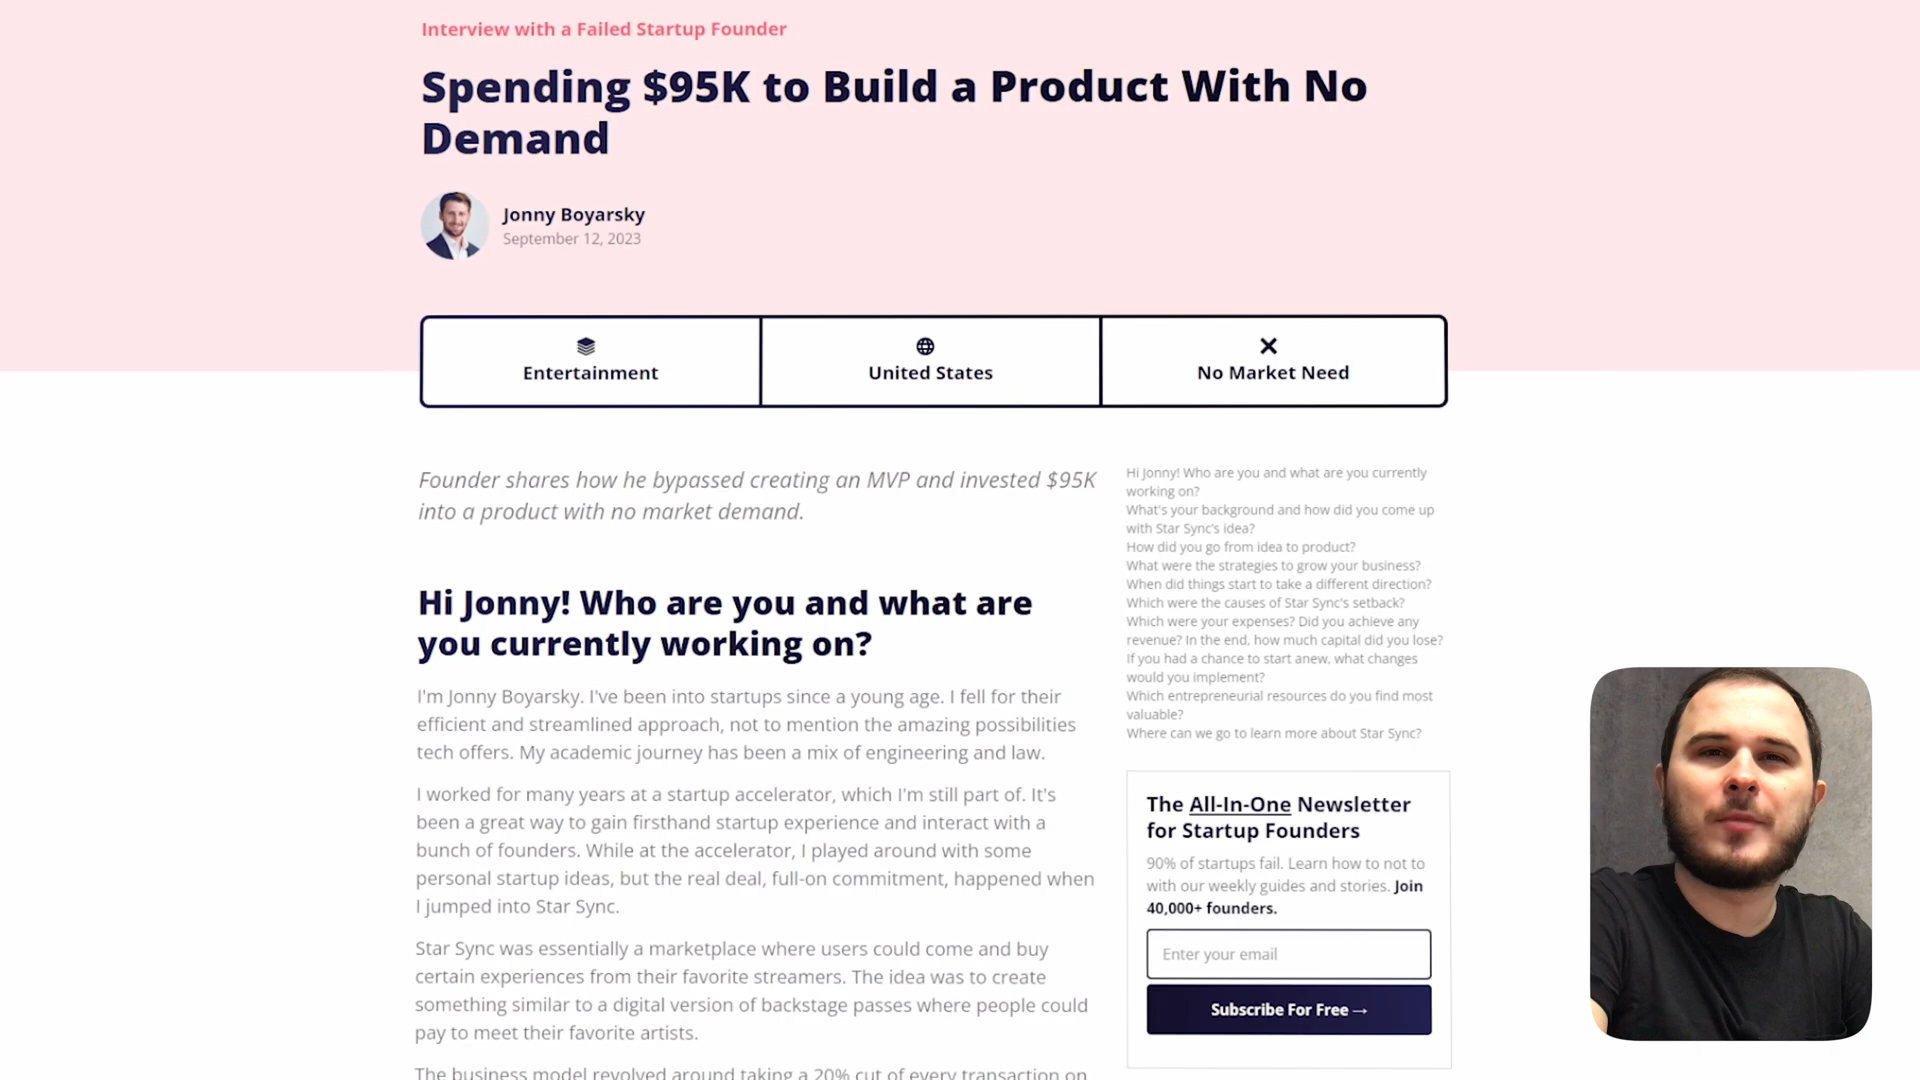 Interview with a Failed Startup Founder
Spending $95K to Build a Product With No
Demand
Jonny Boyarsky
September 12, 2023
Entertainment
United States
No Market Need
Founder shares how he bypassed creating an MVP and invested $95K
into a product with no market demand.
Hi Jonny! Who are you and what are
you currently working on?
I'm Jonny Boyarsky. I've been into startups since a young age. I fell for their
efficient and streamlined approach, not to mention the amazing possibilities
tech offers. My academic journey has been a mix of engineering and law.
I worked for many years at a startup accelerator, which I'm still part of. It's
been a great way to gain firsthand startup experience and interact with a
bunch of founders. While at the accelerator, I played around with some
personal startup ideas, but the real deal, full-on commitment, happened when
I jumped into Star Sync.
Star Sync was essentially a marketplace where users could come and buy
certain experiences from their favorite streamers. The idea was to create
something similar to a digital version of backstage passes where people could
pay to meet their favorite artists.
The business model revolved around taking a 20% cut of every transaction on
Hi Jonny! Who are you and what are you currently
working on?
What's your background and how did you come up
with Star Sync's idea?
How did you go from idea to product?
What were the strategies to grow your business?
When did things start to take a different direction?
Which were the causes of Star Sync's setback?
Which were your expenses? Did you achieve any
revenue? In the end, how much capital did you lose?
If you had a chance to start anew, what changes
would you implement?
Which entrepreneurial resources do you find most
valuable?
Where can we go to learn more about Star Sync?
The All-In-One Newsletter
for Startup Founders
90% of startups fail. Learn how to not to
with our weekly guides and stories. Join
40,000+ founders.
Enter your email
Subscribe For Free →